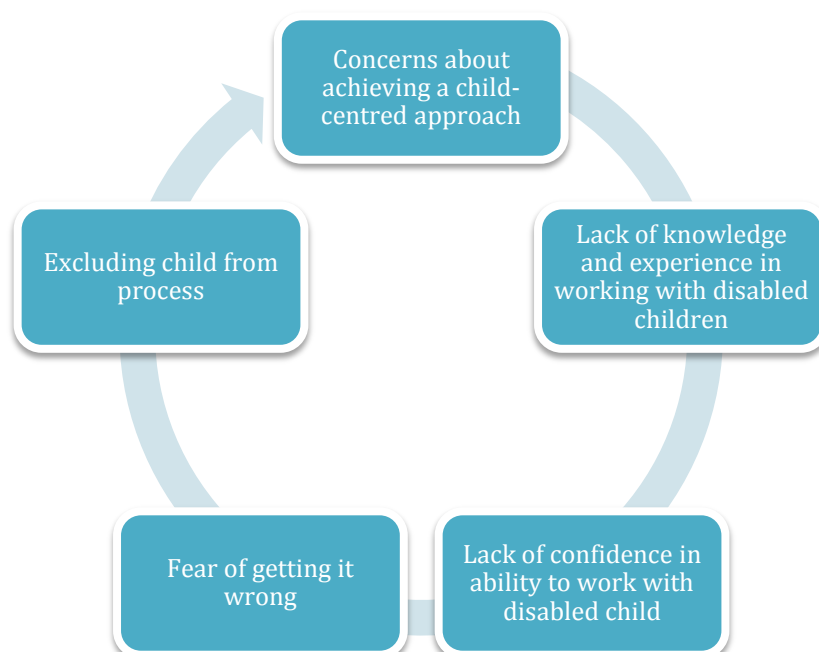 Concerns about
achieving a child-
centred approach
Lack of knowledge
and experience in
working with disabled
children
Lack of confidence in
ability to work with
disabled child
Fear of getting it
wrong
Excluding child from
process